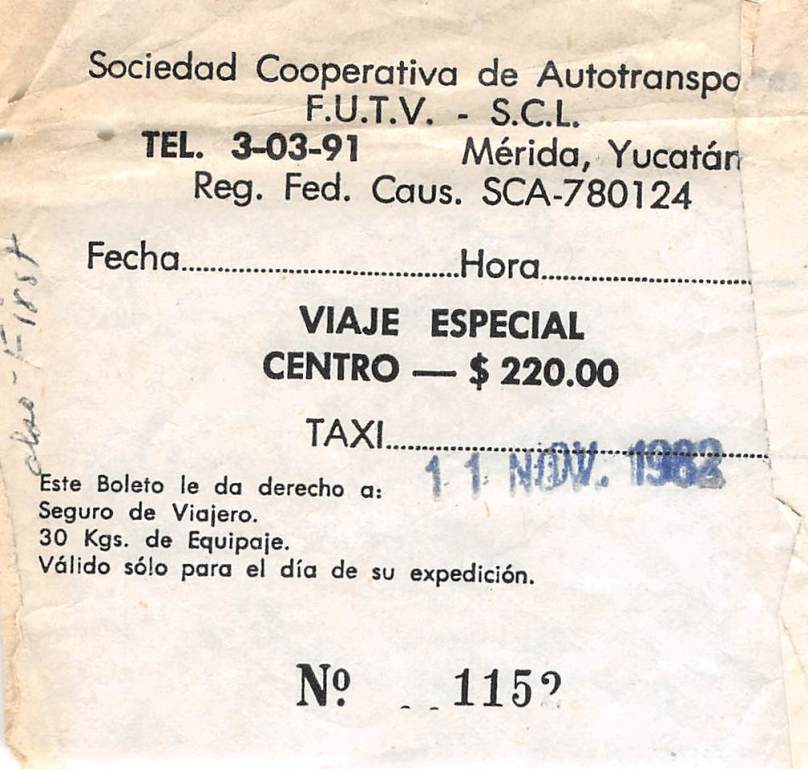 Sociedad Cooperativa de Autotranspo
F.U.T.V. - S.C.L.
TEL. 3-03-91 Mérida, Yucatán
Reg. Fed. Caus. SCA-780124
Fecha..............................Hora........................
VIAJE ESPECIAL
CENTRO — $ 220.00
TAXI..........................................
11 NOV. 1982
Este Boleto le da derecho a:
Seguro de Viajero.
30 Kgs. de Equipaje.
Válido sólo para el día de su expedición.
Nº 1152
First